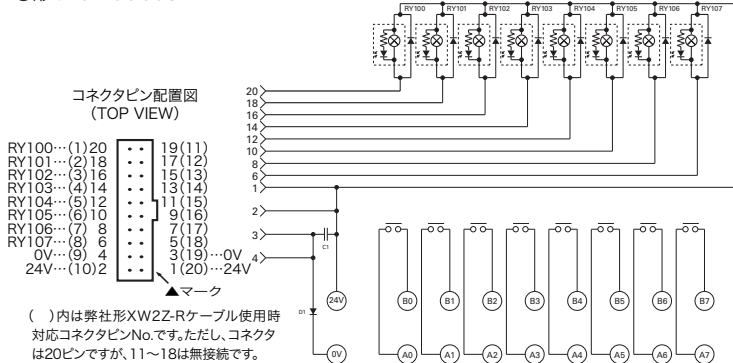 RY100 RY101 RY102 RY103 RY104 RY105 RY106 RY107
コネクタピン配置図
(TOP VIEW)
20
18
16
14
12
10
8
6
1
2
3
4
RY100…(1)20 19(11)
RY101…(2)18 17(12)
RY102…(3)16 15(13)
RY103…(4)14 13(14)
RY104…(5)12 11(15)
RY105…(6)10 9(16)
RY106…(7) 8 7(17)
RY107…(8) 6 5(18)
0V…(9) 4 3(19)…0V
24V…(10)2 1(20)…24V
▲マーク
( )内は弊社形XW2Z-Rケーブル使用時
対応コネクタピンNo.です。ただし、コネクタ
は20ピンですが、11～18は無接続です。
C1
D1
24V B0 B1 B2 B3 B4 B5 B6 B7
0V A0 A1 A2 A3 A4 A5 A6 A7